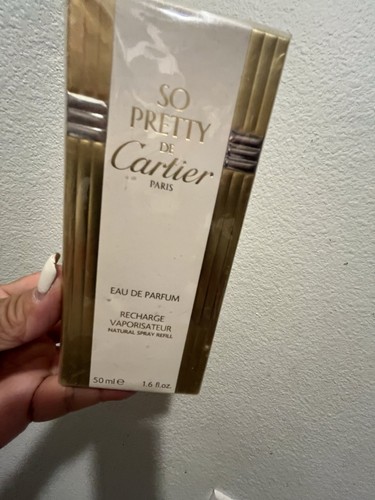 SO
PRETTY
DE
Cartier
PARIS
EAU DE PARFUM
RECHARGE
VAPORISATEUR
NATURAL SPRAY REFILL
50 ml e 1.6 fl.oz.